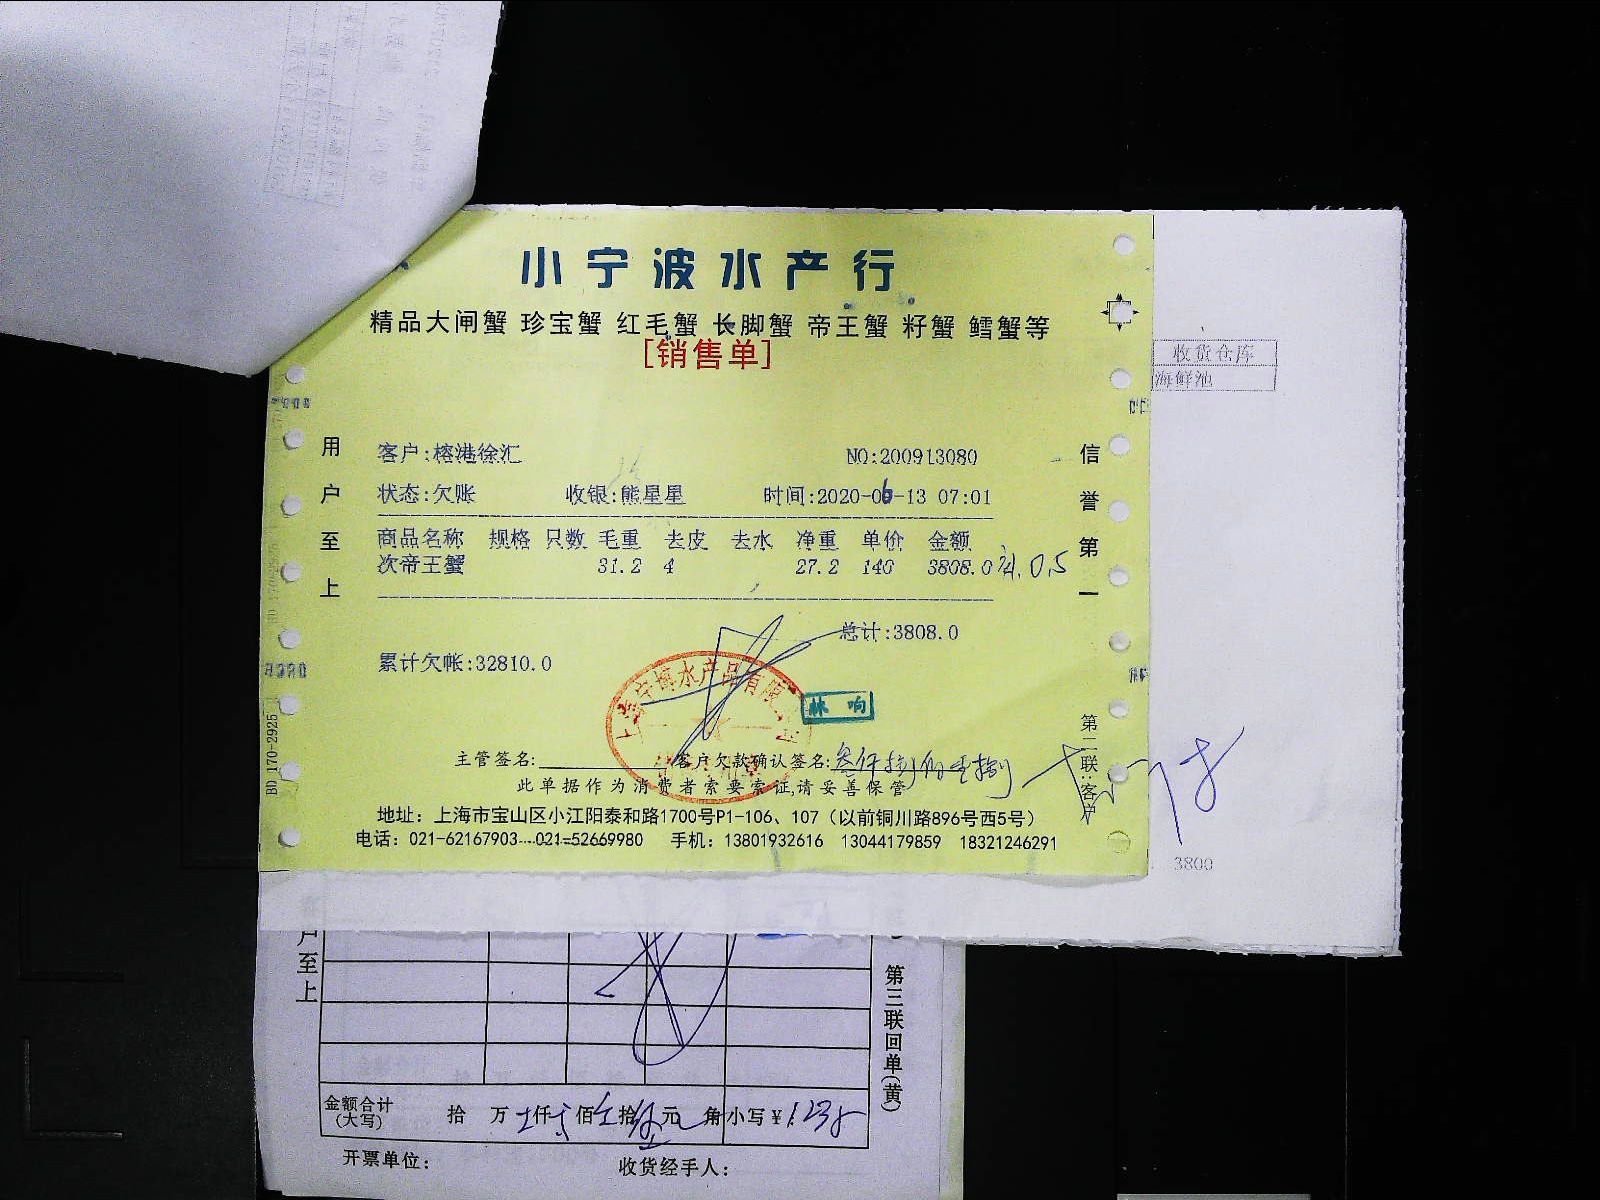 小宁波水产行
精品大闸蟹 珍宝蟹 红毛蟹 长脚蟹 帝王蟹 籽蟹 鳕蟹等
[销售单]
收货仓库
海鲜池
用户至上
信誉第一
客户:榕港徐汇 NO:200913080
状态:欠账 收银:熊星星 时间:2020-06-13 07:01
商品名称 规格 只数 毛重 去皮 去水 净重 单价 金额
次帝王蟹 31.2 4 27.2 140 3808.0
总计:3808.0
累计欠帐:32810.0
林响
主管签名: 客户欠款确认签名:
此单据作为消费者索要索证,请妥善保管
地址：上海市宝山区小江阳泰和路1700号P1-106、107（以前铜川路896号西5号）
电话：021-62167903 021-52669980 手机：13801932616 13044179859 18321246291
第二联:客户
BD 170-2925
3800
户至上
第三联回单(黄)
金额合计(大写) 拾 万 仟 佰 拾 元 角 小写¥
开票单位: 收货经手人: